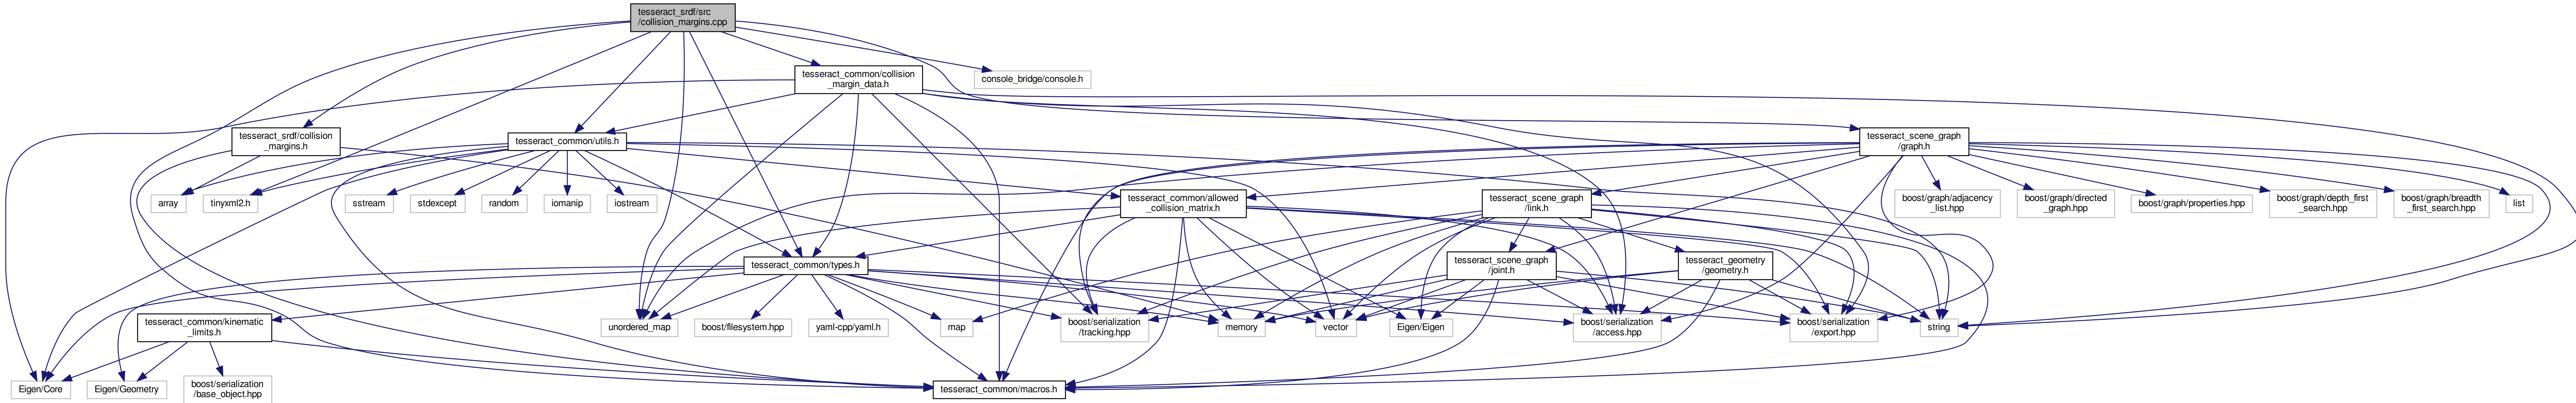 tesseract_srdf/src
/collision_margins.cpp
tesseract_common/collision
_margin_data.h
console_bridge/console.h
tesseract_srdf/collision
_margins.h
tesseract_common/utils.h
tesseract_scene_graph
/graph.h
array
tinyxml2.h
sstream
stdexcept
random
iomanip
iostream
tesseract_common/allowed
_collision_matrix.h
tesseract_scene_graph
/link.h
boost/graph/adjacency
_list.hpp
boost/graph/directed
_graph.hpp
boost/graph/properties.hpp
boost/graph/depth_first
_search.hpp
boost/graph/breadth
_first_search.hpp
list
tesseract_common/types.h
tesseract_scene_graph
/joint.h
tesseract_geometry
/geometry.h
tesseract_common/kinematic
_limits.h
unordered_map
boost/filesystem.hpp
yaml-cpp/yaml.h
map
boost/serialization
/tracking.hpp
memory
vector
Eigen/Eigen
boost/serialization
/access.hpp
boost/serialization
/export.hpp
string
Eigen/Core
Eigen/Geometry
boost/serialization
/base_object.hpp
tesseract_common/macros.h